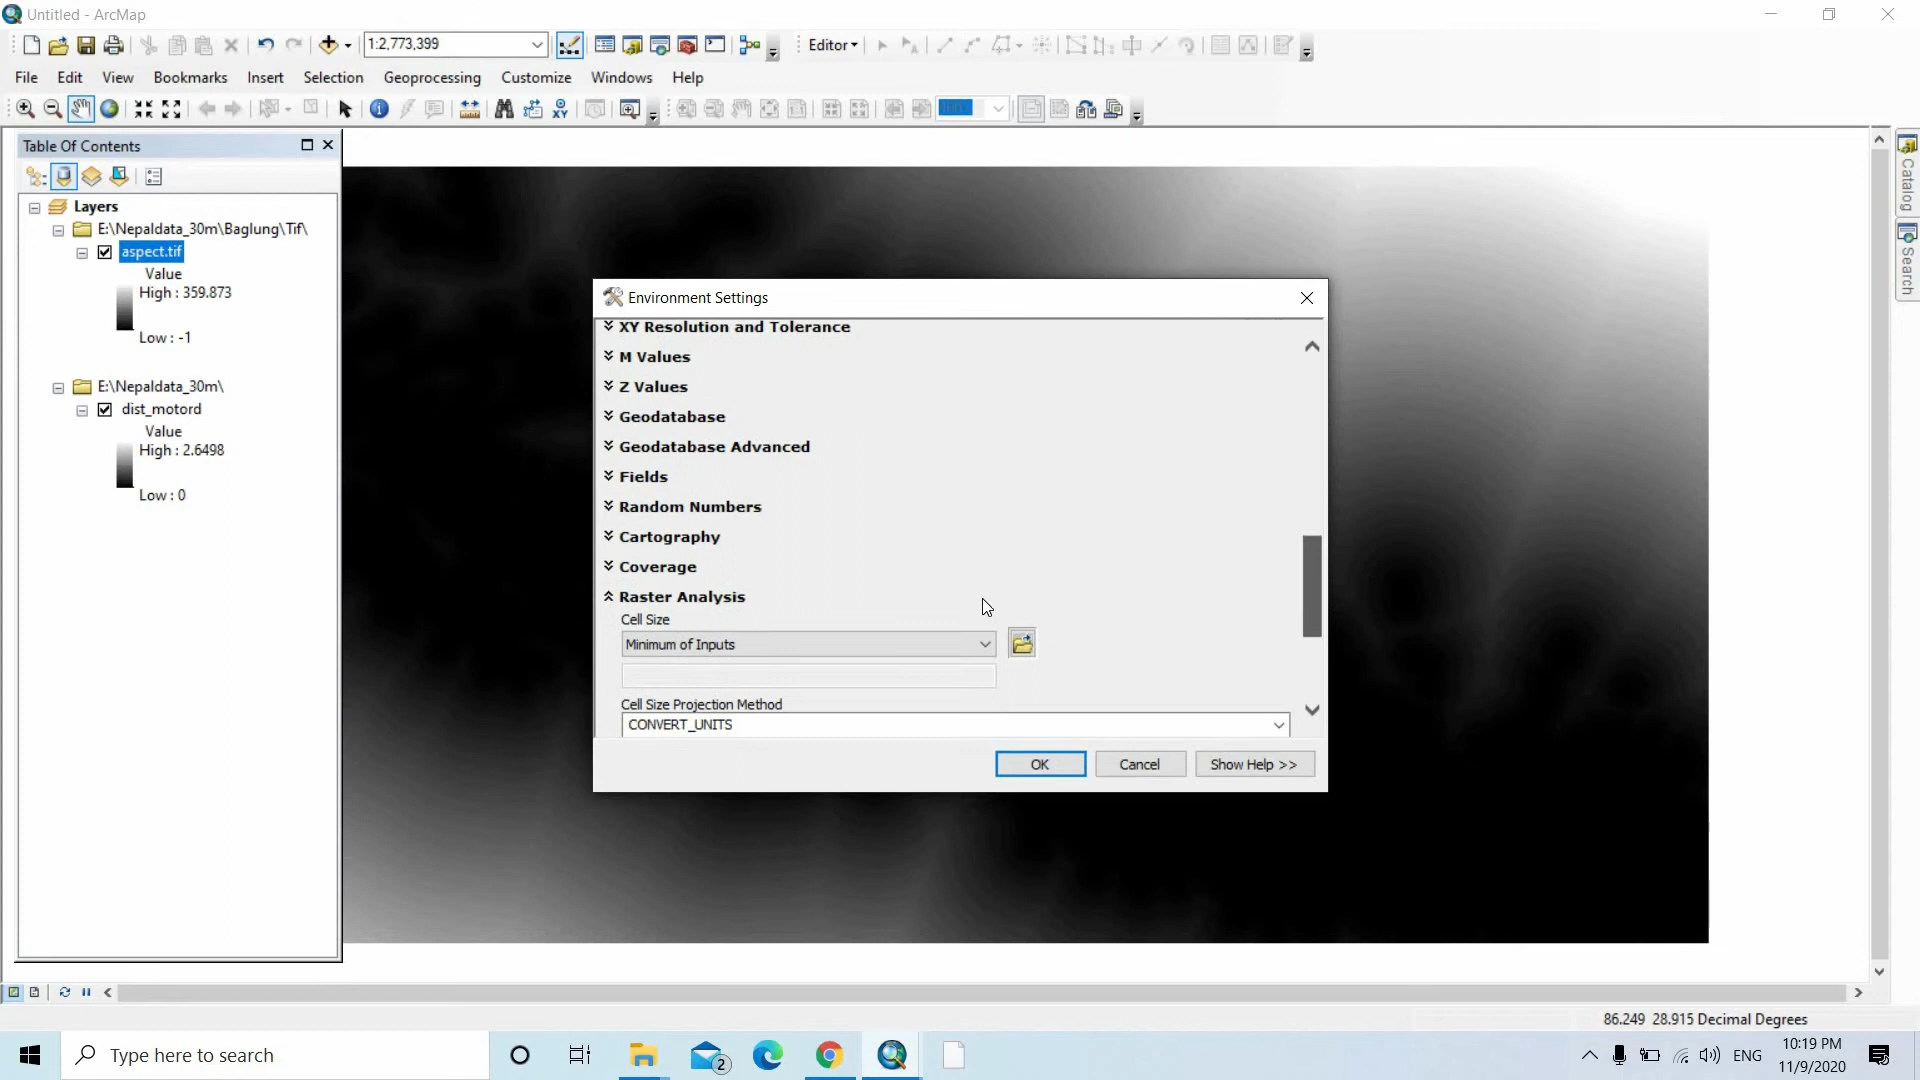 Untitled - ArcMap
1:2,773,399
Editor
File Edit View Bookmarks Insert Selection Geoprocessing Customize Windows Help
XY
Table Of Contents
Layers
E:\Nepaldata_30m\Baglung\Tif\
aspect.tif
Value
High : 359.873
Low : -1
E:\Nepaldata_30m\
dist_motord
Value
High : 2.6498
Low : 0
Catalog
Search
Environment Settings
XY Resolution and Tolerance
M Values
Z Values
Geodatabase
Geodatabase Advanced
Fields
Random Numbers
Cartography
Coverage
Raster Analysis
Cell Size
Minimum of Inputs
Cell Size Projection Method
CONVERT_UNITS
OK Cancel Show Help >>
86.249 28.915 Decimal Degrees
Type here to search
2
ENG
10:19 PM
11/9/2020